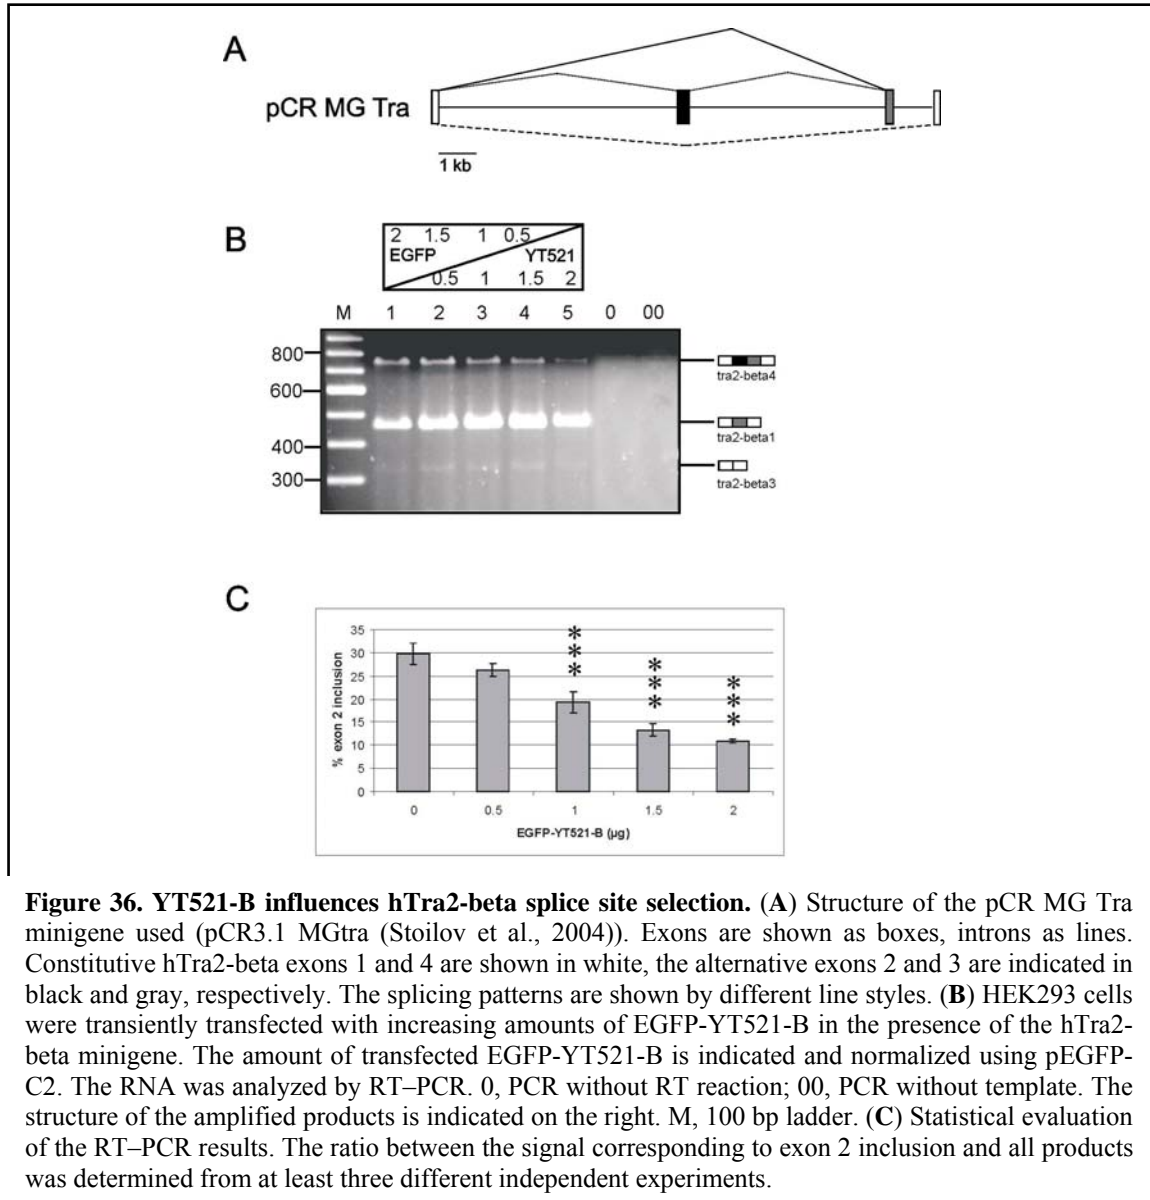 A
pCR MG Tra
1 kb
B
2 1.5 1 0.5
EGFP YT521
0.5 1 1.5 2
M 1 2 3 4 5 0 00
800
600
400
300
tra2-beta4
tra2-beta1
tra2-beta3
C
35
30
25
20
15
10
5
0
% exon 2 inclusion
***
***
***
0 0.5 1 1.5 2
EGFP-YT521-B (µg)
Figure 36. YT521-B influences hTra2-beta splice site selection. (A) Structure of the pCR MG Tra
minigene used (pCR3.1 MGtra (Stoilov et al., 2004)). Exons are shown as boxes, introns as lines.
Constitutive hTra2-beta exons 1 and 4 are shown in white, the alternative exons 2 and 3 are indicated in
black and gray, respectively. The splicing patterns are shown by different line styles. (B) HEK293 cells
were transiently transfected with increasing amounts of EGFP-YT521-B in the presence of the hTra2-
beta minigene. The amount of transfected EGFP-YT521-B is indicated and normalized using pEGFP-
C2. The RNA was analyzed by RT–PCR. 0, PCR without RT reaction; 00, PCR without template. The
structure of the amplified products is indicated on the right. M, 100 bp ladder. (C) Statistical evaluation
of the RT–PCR results. The ratio between the signal corresponding to exon 2 inclusion and all products
was determined from at least three different independent experiments.